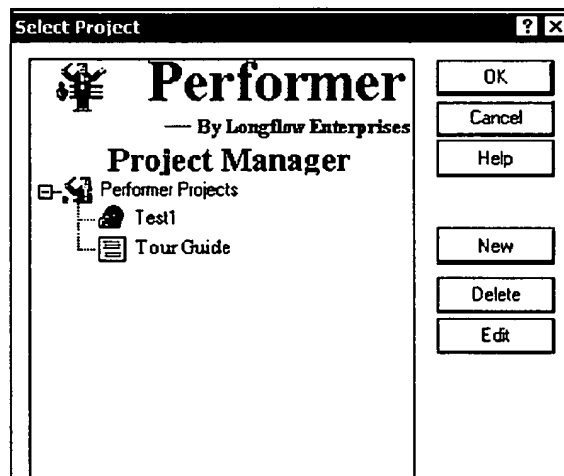 Select Project
Performer
— By Longflow Enterprises
Project Manager
Performer Projects
Test1
Tour Guide
OK
Cancel
Help
New
Delete
Edit